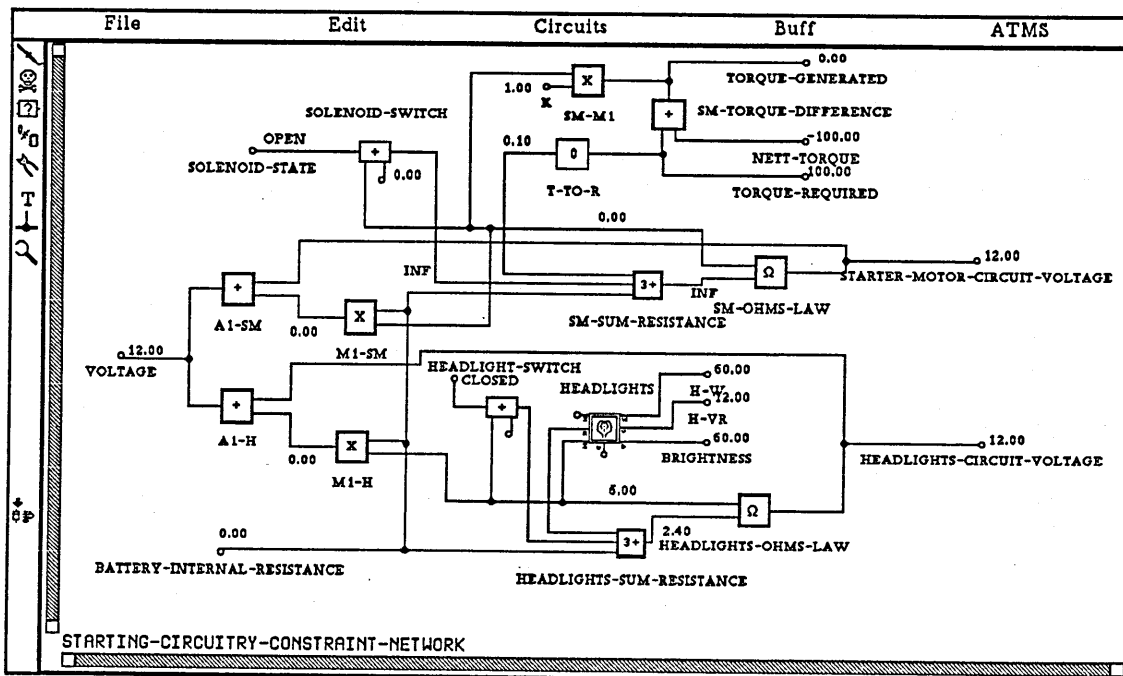 File Edit Circuits Buff ATMS
0.00
TORQUE-GENERATED
1.00
X
X
SM-M1
SOLENOID-SWITCH
+
SM-TORQUE-DIFFERENCE
OPEN
SOLENOID-STATE
+
0.00
0.10
0
T-TO-R
-100.00
NETT-TORQUE
100.00
TORQUE-REQUIRED
T
0.00
12.00
STARTER-MOTOR-CIRCUIT-VOLTAGE
INF
3+
INF
Ω
SM-OHMS-LAW
SM-SUM-RESISTANCE
+
A1-SM
0.00
X
M1-SM
12.00
VOLTAGE
HEADLIGHT-SWITCH
CLOSED
+
HEADLIGHTS
60.00
H-W
12.00
H-VR
60.00
BRIGHTNESS
+
A1-H
0.00
X
M1-H
12.00
HEADLIGHTS-CIRCUIT-VOLTAGE
5.00
Ω
2.40
HEADLIGHTS-OHMS-LAW
3+
HEADLIGHTS-SUM-RESISTANCE
0.00
BATTERY-INTERNAL-RESISTANCE
STARTING-CIRCUITRY-CONSTRAINT-NETWORK